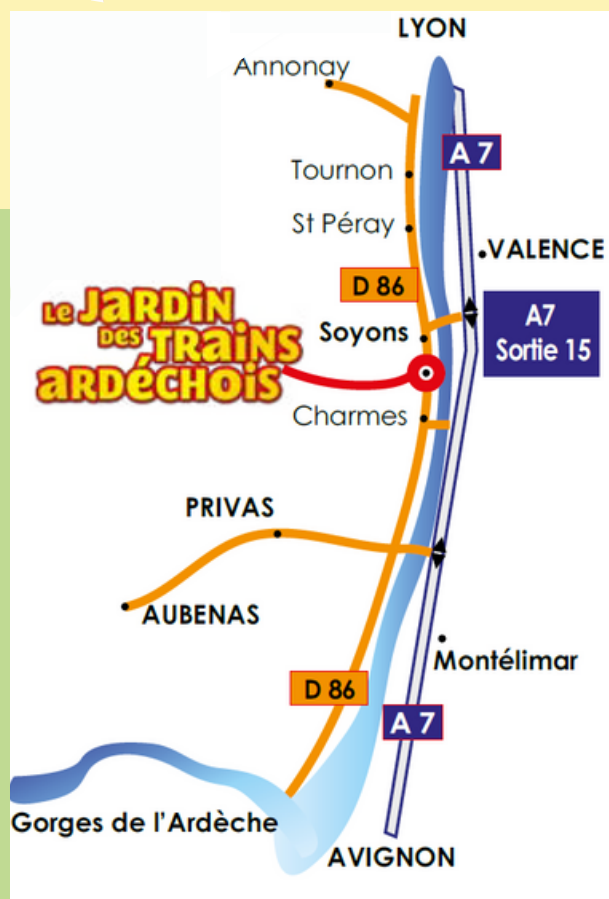 LYON
Annonay
A 7
Tournon
St Péray
VALENCE
D 86
A7
Sortie 15
LE JARDIN
DES TRAINS
ARDÉCHOIS
Soyons
Charmes
PRIVAS
AUBENAS
Montélimar
D 86
A 7
Gorges de l'Ardèche
AVIGNON